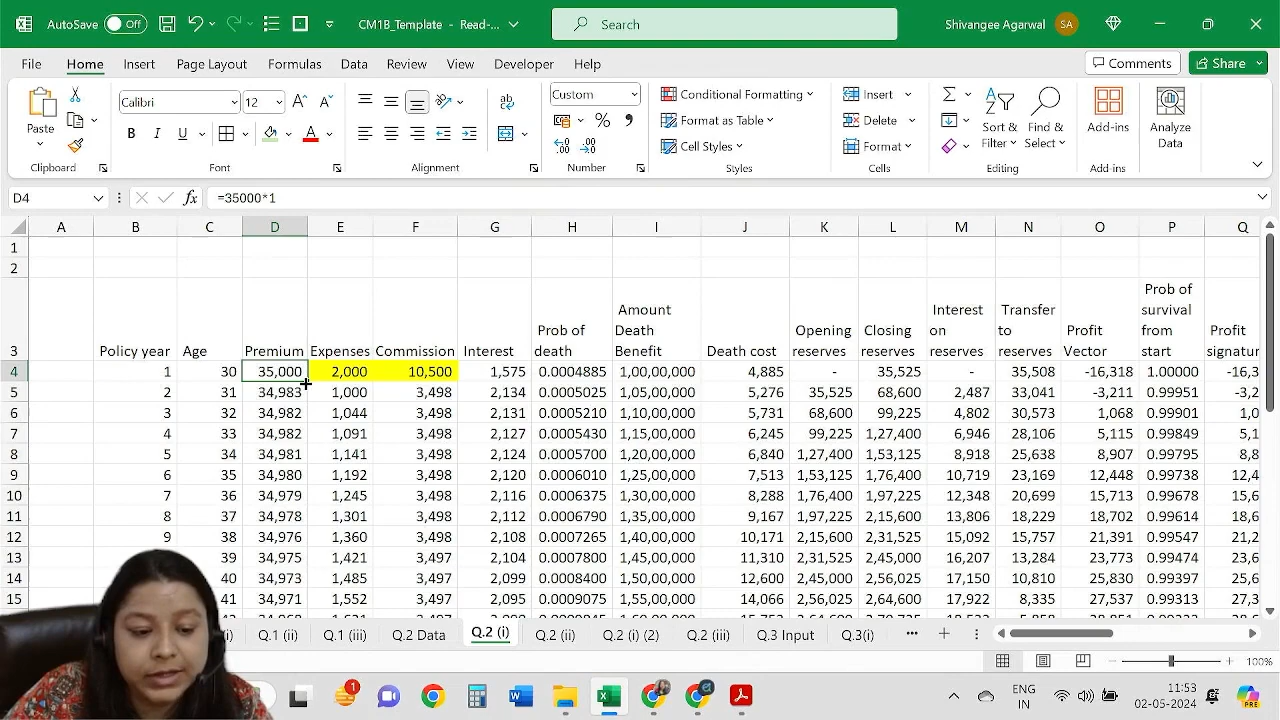 AutoSave Off CM1B_Template - Read-... Search Shivangee Agarwal SA
File Home Insert Page Layout Formulas Data Review View Developer Help Comments Share
Calibri 12 Custom Conditional Formatting Insert
Paste B I U A Format as Table Delete Sort & Filter Find & Select Add-ins Analyze Data
Cell Styles Format
Clipboard Font Alignment Number Styles Cells Editing Add-ins
D4 fx =35000*1
A B C D E F G H I J K L M N O P Q
1
2
3 Policy year Age Premium Expenses Commission Interest Prob of death Amount Death Benefit Death cost Opening reserves Closing reserves Interest on reserves Transfer to reserves Profit Vector Prob of survival from start Profit signatur
4 1 30 35,000 2,000 10,500 1,575 0.0004885 1,00,00,000 4,885 - 35,525 - 35,508 -16,318 1.00000 -16,3
5 2 31 34,983 1,000 3,498 2,134 0.0005025 1,05,00,000 5,276 35,525 68,600 2,487 33,041 -3,211 0.99951 -3,2
6 3 32 34,982 1,044 3,498 2,131 0.0005210 1,10,00,000 5,731 68,600 99,225 4,802 30,573 1,068 0.99901 1,0
7 4 33 34,982 1,091 3,498 2,127 0.0005430 1,15,00,000 6,245 99,225 1,27,400 6,946 28,106 5,115 0.99849 5,1
8 5 34 34,981 1,141 3,498 2,124 0.0005700 1,20,00,000 6,840 1,27,400 1,53,125 8,918 25,638 8,907 0.99795 8,8
9 6 35 34,980 1,192 3,498 2,120 0.0006010 1,25,00,000 7,513 1,53,125 1,76,400 10,719 23,169 12,448 0.99738 12,4
10 7 36 34,979 1,245 3,498 2,116 0.0006375 1,30,00,000 8,288 1,76,400 1,97,225 12,348 20,699 15,713 0.99678 15,6
11 8 37 34,978 1,301 3,498 2,112 0.0006790 1,35,00,000 9,167 1,97,225 2,15,600 13,806 18,229 18,702 0.99614 18,6
12 9 38 34,976 1,360 3,498 2,108 0.0007265 1,40,00,000 10,171 2,15,600 2,31,525 15,092 15,757 21,391 0.99547 21,2
13 39 34,975 1,421 3,498 2,104 0.0007800 1,45,00,000 11,310 2,31,525 2,45,000 16,207 13,284 23,773 0.99474 23,6
14 40 34,973 1,485 3,497 2,099 0.0008400 1,50,00,000 12,600 2,45,000 2,56,025 17,150 10,810 25,830 0.99397 25,6
15 41 34,971 1,552 3,497 2,095 0.0009075 1,55,00,000 14,066 2,56,025 2,64,600 17,922 8,335 27,537 0.99313 27,3
Q.1 (ii) Q.1 (iii) Q.2 Data Q.2 (i) Q.2 (ii) Q.2 (i) (2) Q.2 (iii) Q.3 Input Q.3(i)
100%
1 ENG IN 11:53 02-05-2024 PRE